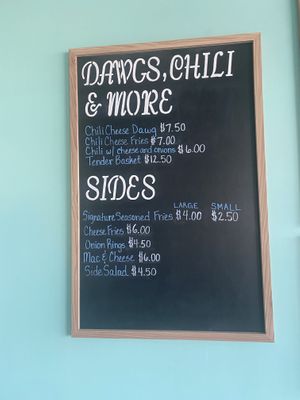 DAWGS, CHILI
& MORE
Chili Cheese Dawg $7.50
Chili Cheese Fries $7.00
Chili w/ cheese and onions $6.00
Tender Basket $12.50
SIDES
LARGE SMALL
Signature Seasoned Fries $4.00 $2.50
Cheese Fries $6.00
Onion Rings $4.50
Mac & Cheese $6.00
Side Salad $4.50